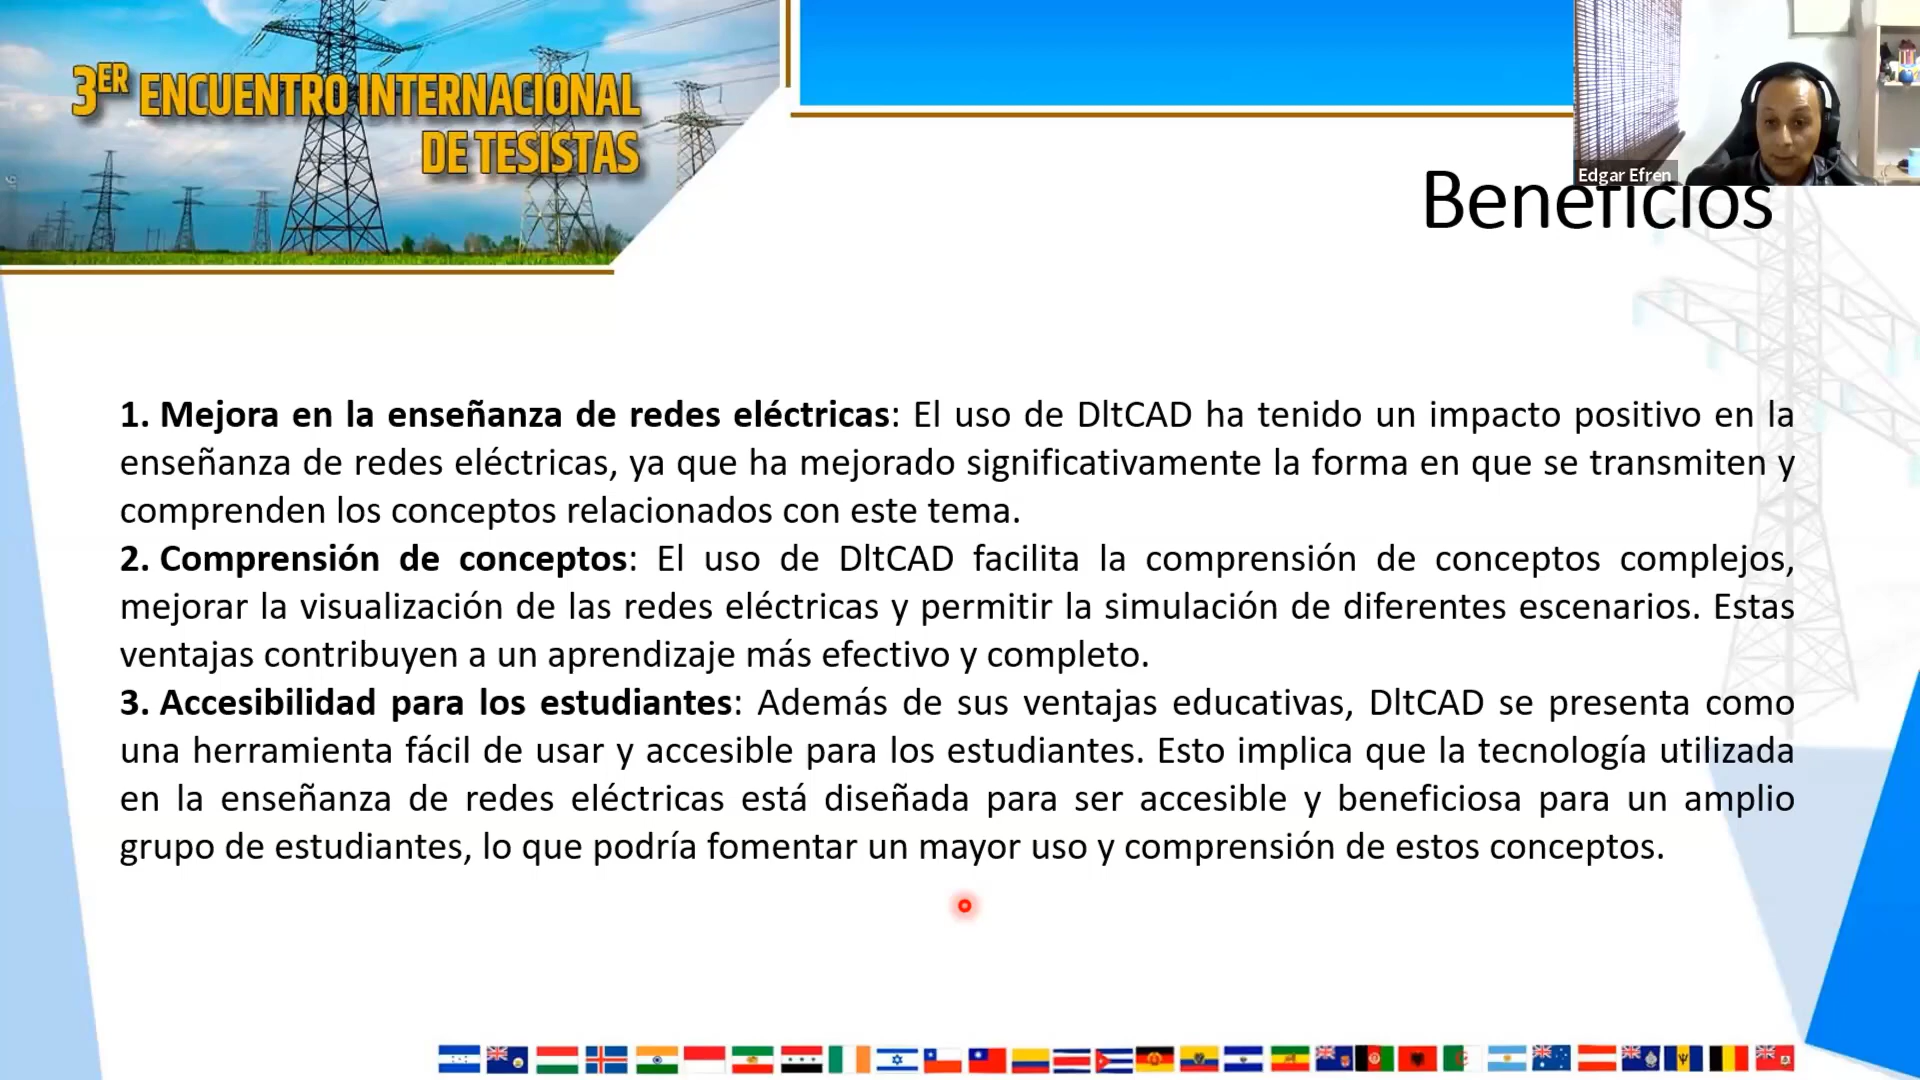 3ER ENCUENTRO INTERNACIONAL
DE TESISTAS
Edgar Efren
Beneficios
1. Mejora en la enseñanza de redes eléctricas: El uso de DltCAD ha tenido un impacto positivo en la
enseñanza de redes eléctricas, ya que ha mejorado significativamente la forma en que se transmiten y
comprenden los conceptos relacionados con este tema.
2. Comprensión de conceptos: El uso de DltCAD facilita la comprensión de conceptos complejos,
mejorar la visualización de las redes eléctricas y permitir la simulación de diferentes escenarios. Estas
ventajas contribuyen a un aprendizaje más efectivo y completo.
3. Accesibilidad para los estudiantes: Además de sus ventajas educativas, DltCAD se presenta como
una herramienta fácil de usar y accesible para los estudiantes. Esto implica que la tecnología utilizada
en la enseñanza de redes eléctricas está diseñada para ser accesible y beneficiosa para un amplio
grupo de estudiantes, lo que podría fomentar un mayor uso y comprensión de estos conceptos.